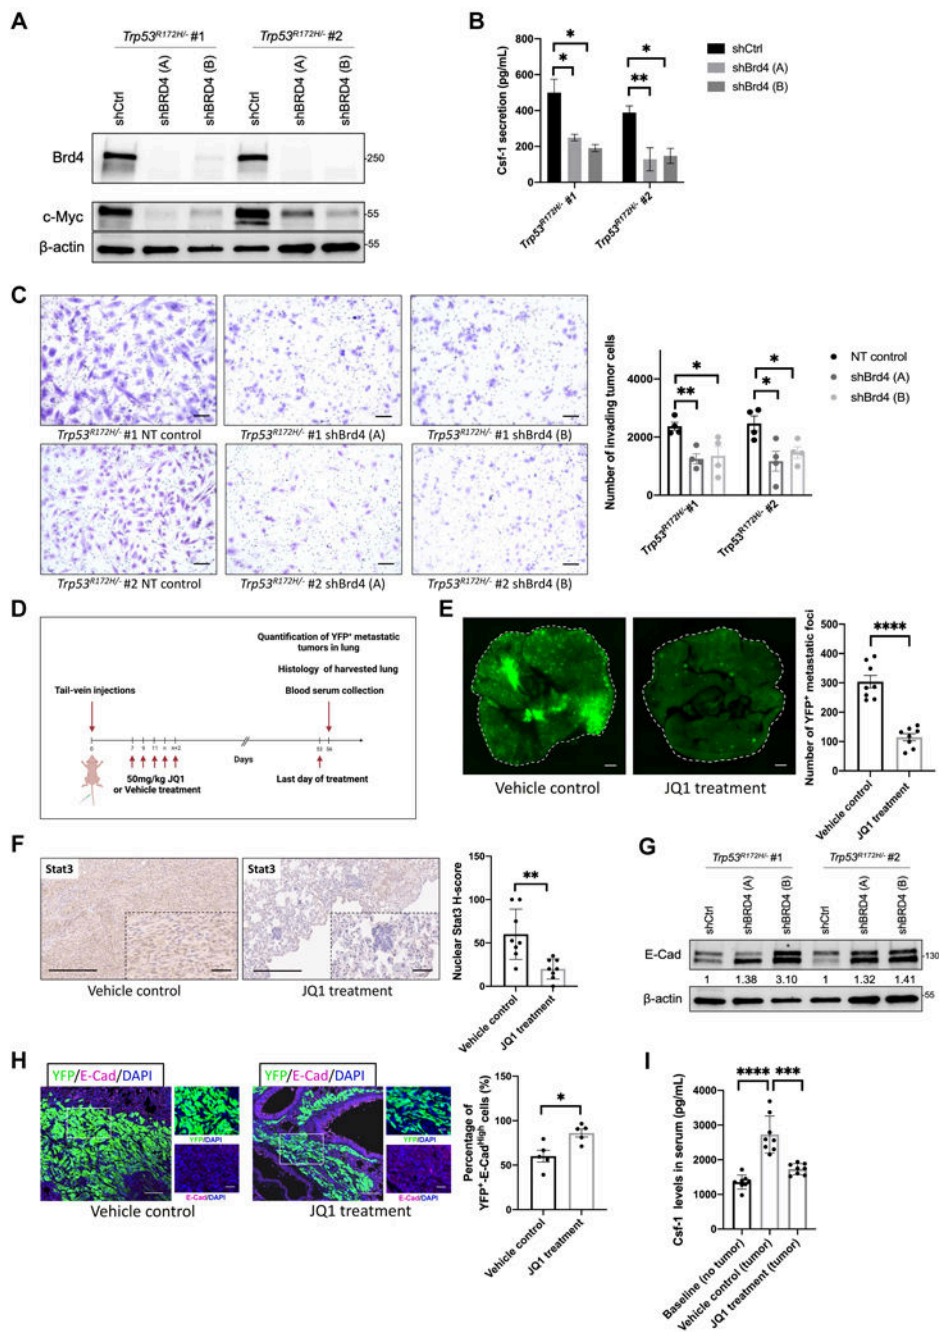 A
Trp53R172H/- #1
Trp53R172H/- #2
shCtrl
shBRD4 (A)
shBRD4 (B)
shCtrl
shBRD4 (A)
shBRD4 (B)
Brd4
-250
c-Myc
-55
β-actin
-55
B
Csf-1 secretion (pg/mL)
800
600
400
200
0
*
*
*
**
shCtrl
shBrd4 (A)
shBrd4 (B)
Trp53R172H/- #1
Trp53R172H/- #2
C
Trp53R172H/- #1 NT control
Trp53R172H/- #1 shBrd4 (A)
Trp53R172H/- #1 shBrd4 (B)
Trp53R172H/- #2 NT control
Trp53R172H/- #2 shBrd4 (A)
Trp53R172H/- #2 shBrd4 (B)
Number of invading tumor cells
4000
2000
0
*
**
*
*
NT control
shBrd4 (A)
shBrd4 (B)
Trp53R172H/- #1
Trp53R172H/- #2
D
Quantification of YFP+ metastatic
tumors in lung
Histology of harvested lung
Blood serum collection
Tail-vein injections
0
7 9 11 n n+2
Days
50mg/kg JQ1
or Vehicle treatment
Last day of treatment
E
Vehicle control
JQ1 treatment
Number of YFP+ metastatic foci
500
400
300
200
100
0
****
Vehicle control
JQ1 treatment
F
Stat3
Stat3
Vehicle control
JQ1 treatment
Nuclear Stat3 H-score
150
100
50
0
**
Vehicle control
JQ1 treatment
G
Trp53R172H/- #1
Trp53R172H/- #2
shCtrl
shBRD4 (A)
shBRD4 (B)
shCtrl
shBRD4 (A)
shBRD4 (B)
E-Cad
-130
1 1.38 3.10 1 1.32 1.41
β-actin
-55
H
YFP/E-Cad/DAPI
YFP/E-Cad/DAPI
YFP/DAPI
YFP/DAPI
E-Cad/DAPI
E-Cad/DAPI
Vehicle control
JQ1 treatment
Percentage of
YFP+-E-CadHigh cells (%)
150
100
50
0
*
Vehicle control
JQ1 treatment
I
Csf-1 levels in serum (pg/mL)
4000
3000
2000
1000
0
****
***
Baseline (no tumor)
Vehicle control (tumor)
JQ1 treatment (tumor)